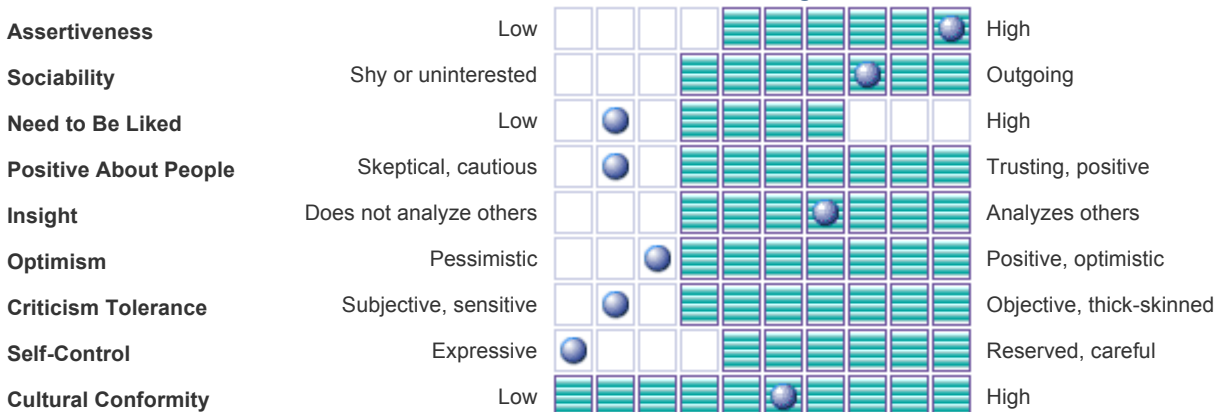 Assertiveness Low High
Sociability Shy or uninterested Outgoing
Need to Be Liked Low High
Positive About People Skeptical, cautious Trusting, positive
Insight Does not analyze others Analyzes others
Optimism Pessimistic Positive, optimistic
Criticism Tolerance Subjective, sensitive Objective, thick-skinned
Self-Control Expressive Reserved, careful
Cultural Conformity Low High